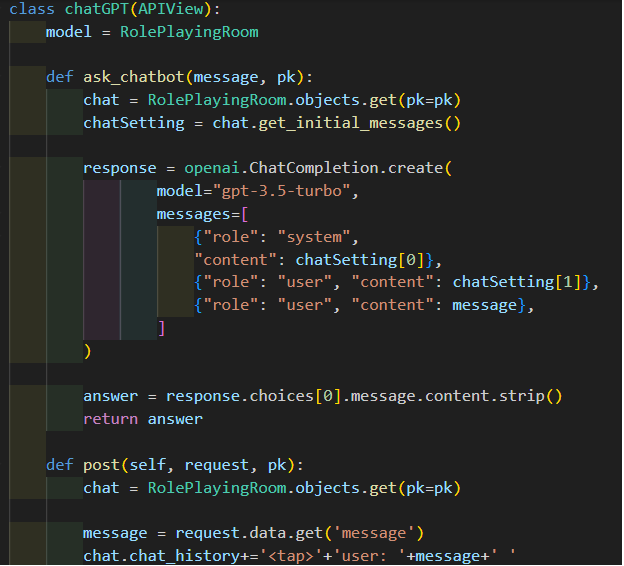 class chatGPT(APIView):
    model = RolePlayingRoom

    def ask_chatbot(message, pk):
        chat = RolePlayingRoom.objects.get(pk=pk)
        chatSetting = chat.get_initial_messages()

        response = openai.ChatCompletion.create(
                model="gpt-3.5-turbo",
                messages=[
                    {"role": "system",
                    "content": chatSetting[0]},
                    {"role": "user", "content": chatSetting[1]},
                    {"role": "user", "content": message},
                ]
        )

        answer = response.choices[0].message.content.strip()
        return answer

    def post(self, request, pk):
        chat = RolePlayingRoom.objects.get(pk=pk)

        message = request.data.get('message')
        chat.chat_history+='<tap>'+'user: '+message+' '